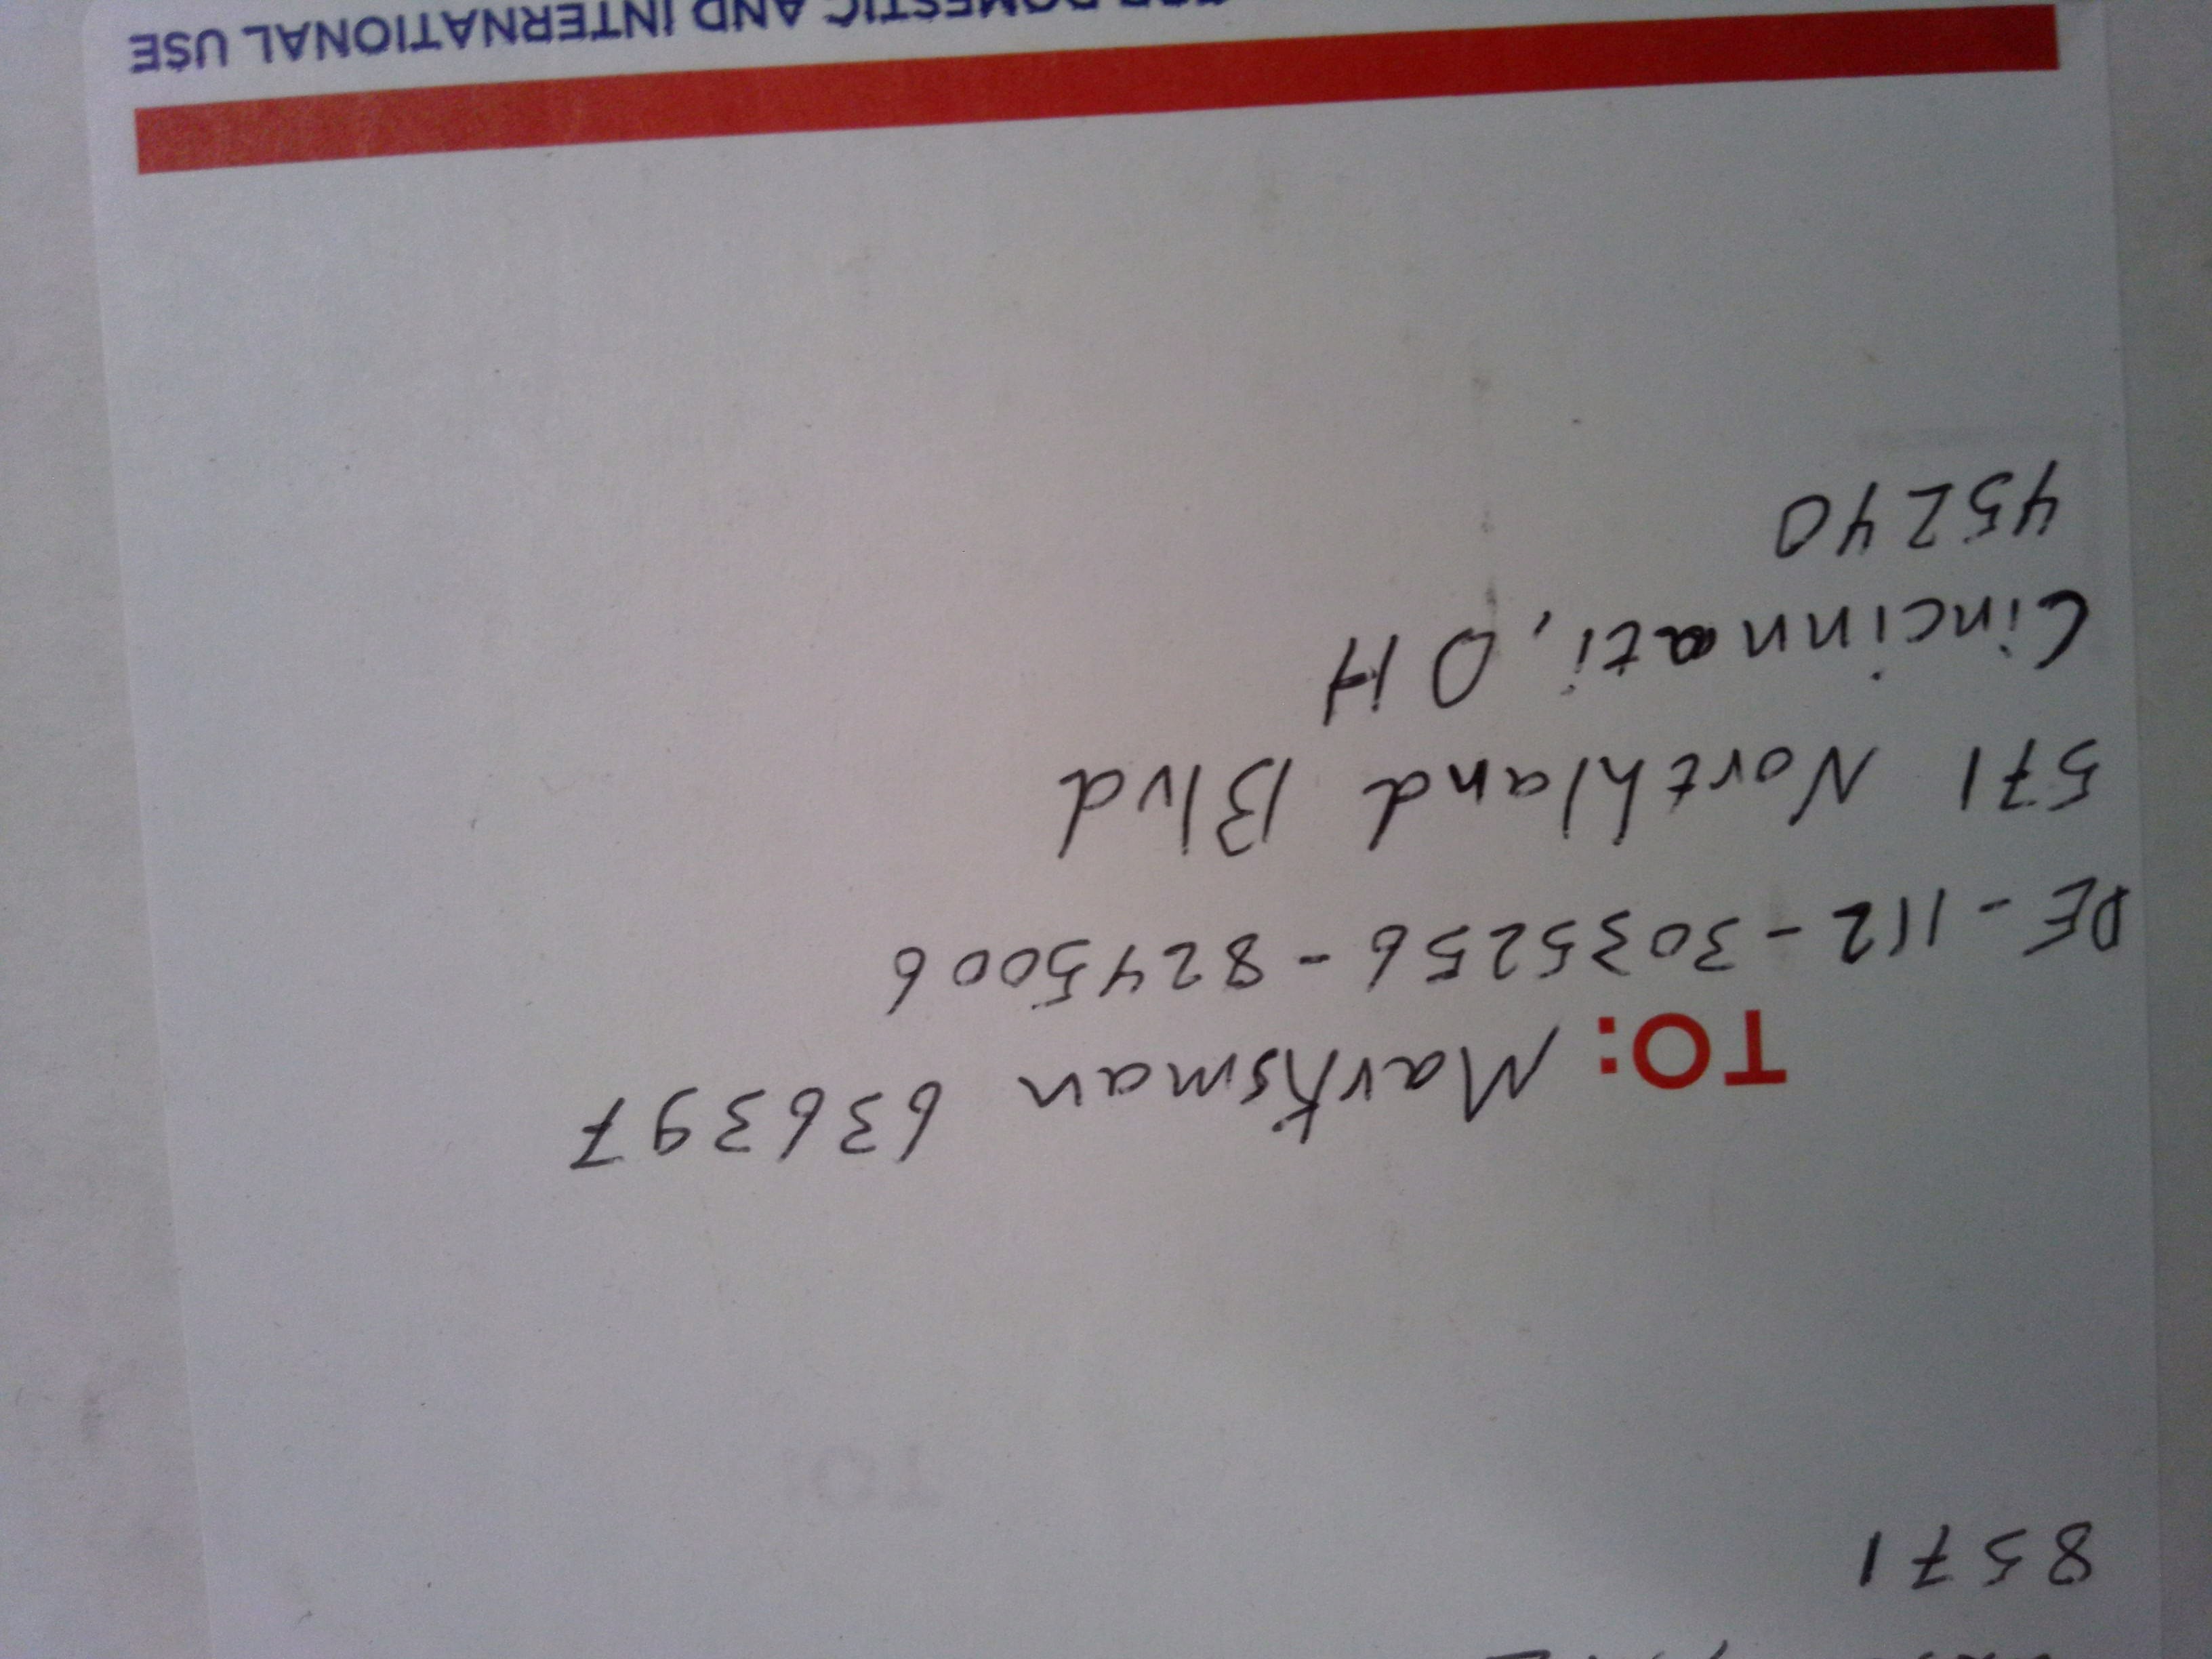 8571
TO: Marksman 636397
DE-112-3035256-8245006
571 Northland Blvd
Cincinnati, OH
45240
FOR DOMESTIC AND INTERNATIONAL USE